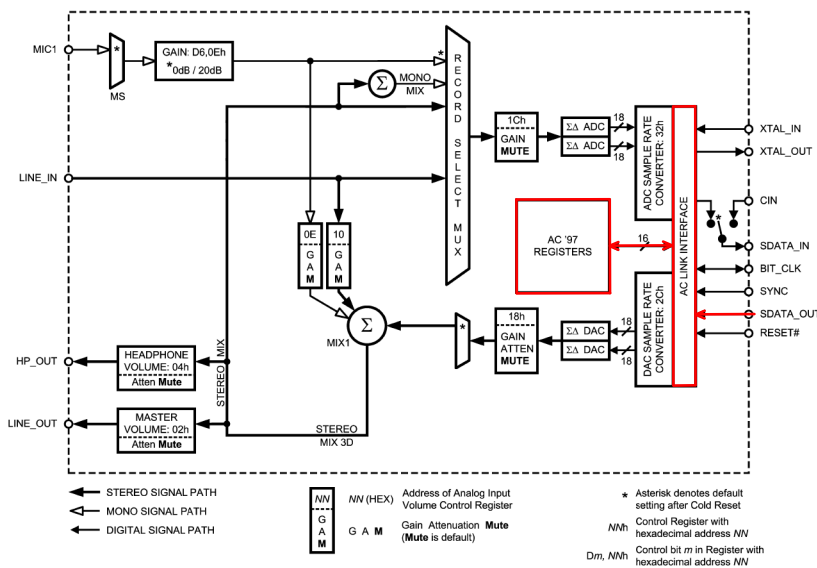 MIC1
*
MS
GAIN: D6,0Eh
*0dB / 20dB
*
Σ
MONO
MIX
RECORD SELECT MUX
1Ch
GAIN
MUTE
ΣΔ ADC
ΣΔ ADC
18
18
ADC SAMPLE RATE
CONVERTER: 32h
AC LINK INTERFACE
XTAL_IN
XTAL_OUT
LINE_IN
CIN
*
SDATA_IN
BIT_CLK
SYNC
SDATA_OUT
RESET#
AC '97
REGISTERS
16
0E
G
A
M
10
G
A
M
Σ
MIX1
*
18h
GAIN
ATTEN
MUTE
ΣΔ DAC
ΣΔ DAC
18
18
DAC SAMPLE RATE
CONVERTER: 2Ch
HP_OUT
HEADPHONE
VOLUME: 04h
Atten Mute
STEREO MIX
LINE_OUT
MASTER
VOLUME: 02h
Atten Mute
STEREO
MIX 3D
STEREO SIGNAL PATH
MONO SIGNAL PATH
DIGITAL SIGNAL PATH
NN
G
A
M
NN (HEX) Address of Analog Input
Volume Control Register
G A M Gain Attenuation Mute
(Mute is default)
* Asterisk denotes default
setting after Cold Reset
NNh Control Register with
hexadecimal address NN
Dm, NNh Control bit m in Register with
hexadecimal address NN